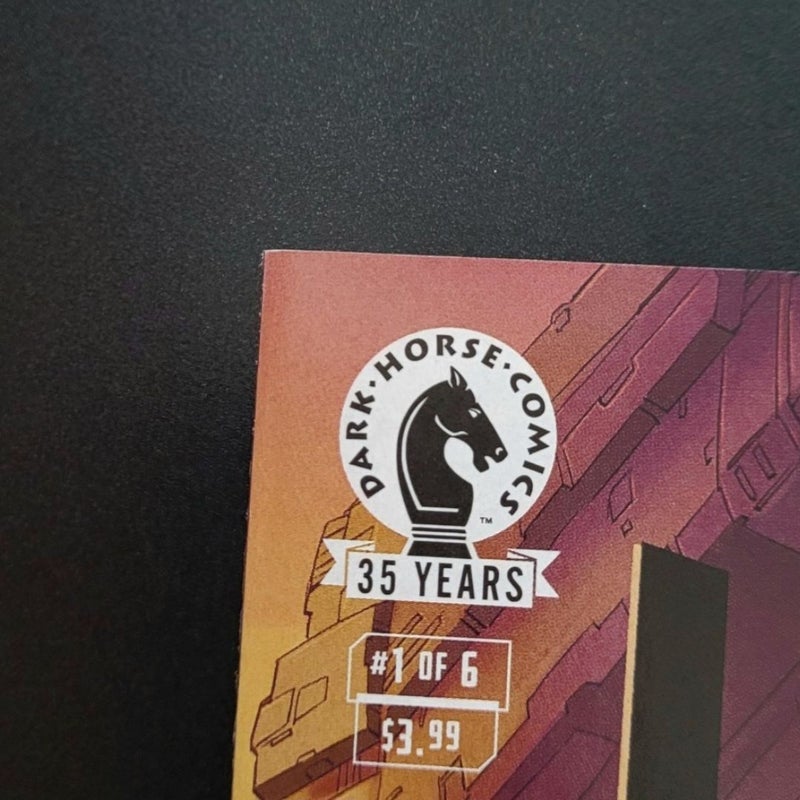 DARK·HORSE·COMICS
™
35 YEARS
#1 OF 6
$3.99